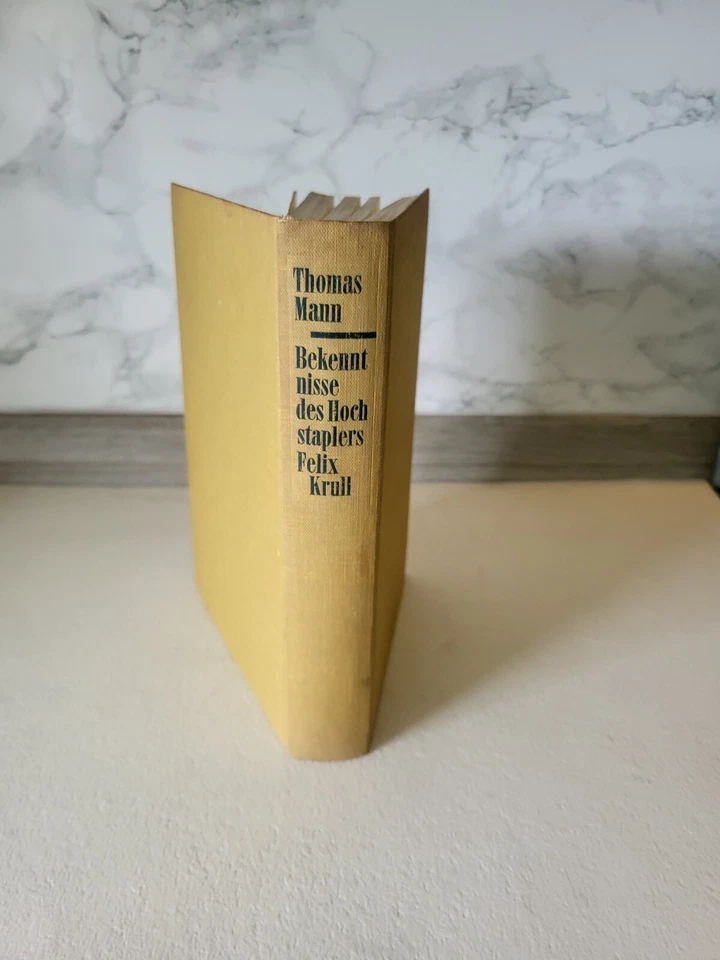 Thomas
Mann
Bekennt
nisse
des Hoch
staplers
Felix
Krull